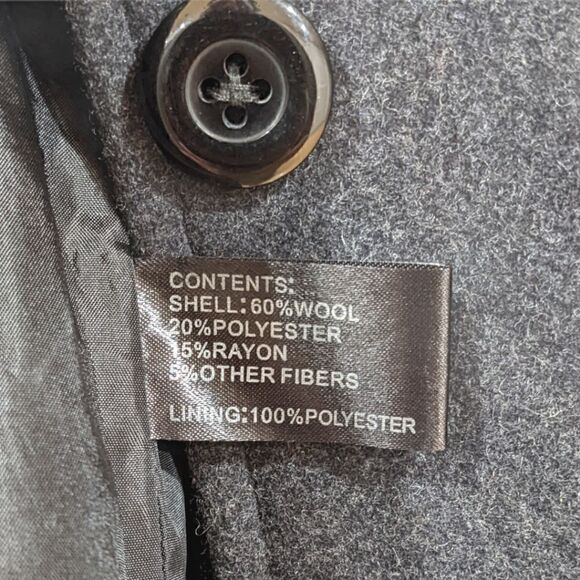 CONTENTS:
SHELL:60%WOOL
20%POLYESTER
15%RAYON
5%OTHER FIBERS
LINING:100%POLYESTER